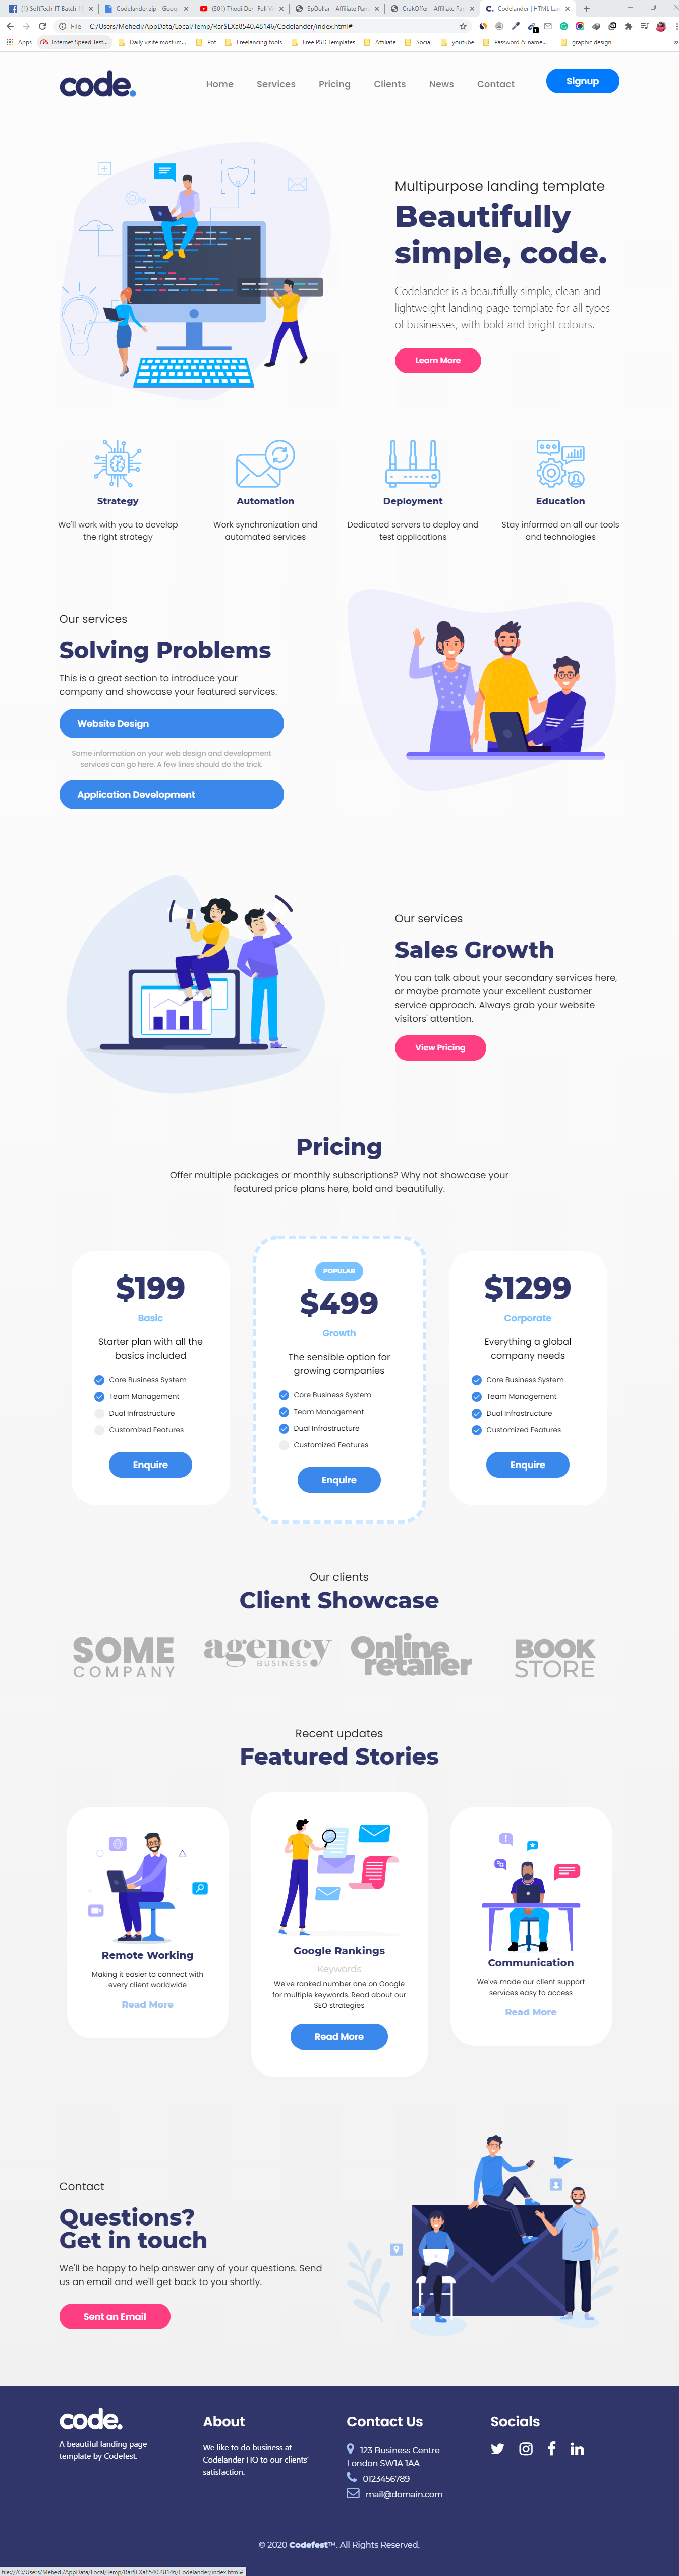 (1) SoftTech-IT Batch
Codelander.zip - Goog
(301) Thodi Der -Full V
SpDollar - Affiliate Pan
CrakOffer - Affiliate Pa
Codelander | HTML La
File | C:/Users/Mehedi/AppData/Local/Temp/Rar$EXa8540.48146/Codelander/index.html#
Apps
Internet Speed Test...
Daily visite most im...
Pof
Freelancing tools
Free PSD Templates
Affiliate
Social
youtube
Password & name...
graphic design
code.
Home
Services
Pricing
Clients
News
Contact
Signup
Multipurpose landing template
Beautifully
simple, code.
Codelander is a beautifully simple, clean and
lightweight landing page template for all types
of businesses, with bold and bright colours.
Learn More
Strategy
We'll work with you to develop
the right strategy
Automation
Work synchronization and
automated services
Deployment
Dedicated servers to deploy and
test applications
Education
Stay informed on all our tools
and technologies
Our services
Solving Problems
This is a great section to introduce your
company and showcase your featured services.
Website Design
Some information on your web design and development
services can go here. A few lines should do the trick.
Application Development
Our services
Sales Growth
You can talk about your secondary services here,
or maybe promote your excellent customer
service approach. Always grab your website
visitors' attention.
View Pricing
Pricing
Offer multiple packages or monthly subscriptions? Why not showcase your
featured price plans here, bold and beautifully.
$199
Basic
Starter plan with all the
basics included
Core Business System
Team Management
Dual Infrastructure
Customized Features
Enquire
POPULAR
$499
Growth
The sensible option for
growing companies
Core Business System
Team Management
Dual Infrastructure
Customized Features
Enquire
$1299
Corporate
Everything a global
company needs
Core Business System
Team Management
Dual Infrastructure
Customized Features
Enquire
Our clients
Client Showcase
SOME
COMPANY
agency
BUSINESS
Online
retailer
BOOK
STORE
Recent updates
Featured Stories
Remote Working
Making it easier to connect with
every client worldwide
Read More
Google Rankings
Keywords
We've ranked number one on Google
for multiple keywords. Read about our
SEO strategies
Read More
Communication
We've made our client support
services easy to access
Read More
Contact
Questions?
Get in touch
We'll be happy to help answer any of your questions. Send
us an email and we'll get back to you shortly.
Sent an Email
code.
A beautiful landing page
template by Codefest.
About
We like to do business at
Codelander HQ to our clients'
satisfaction.
Contact Us
123 Business Centre
London SW1A 1AA
0123456789
mail@domain.com
Socials
© 2020 Codefest™. All Rights Reserved.
file:///C:/Users/Mehedi/AppData/Local/Temp/Rar$EXa8540.48146/Codelander/index.html#